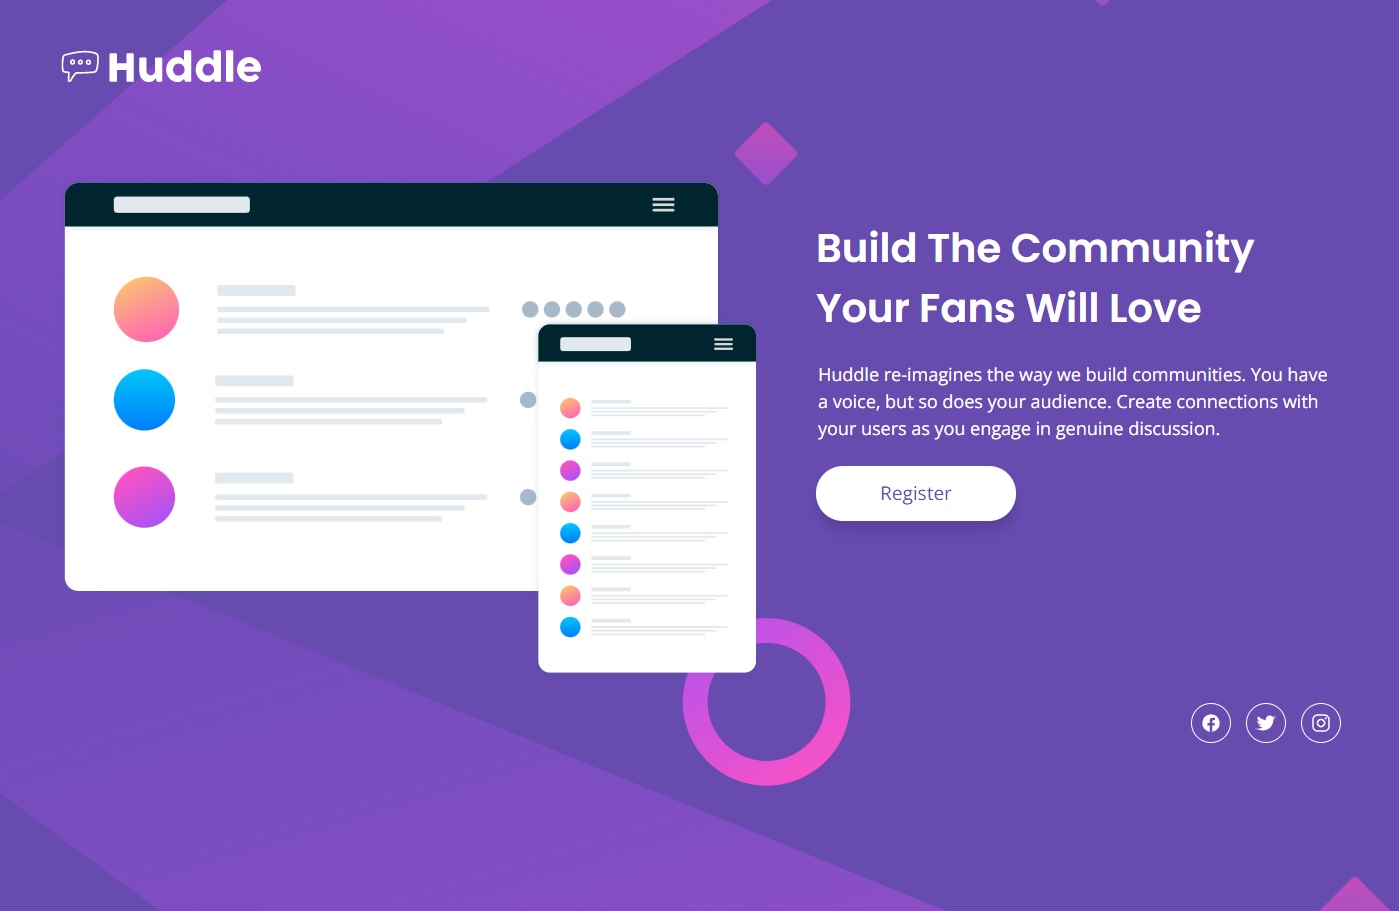 Huddle
Build The Community
Your Fans Will Love
Huddle re-imagines the way we build communities. You have
a voice, but so does your audience. Create connections with
your users as you engage in genuine discussion.
Register